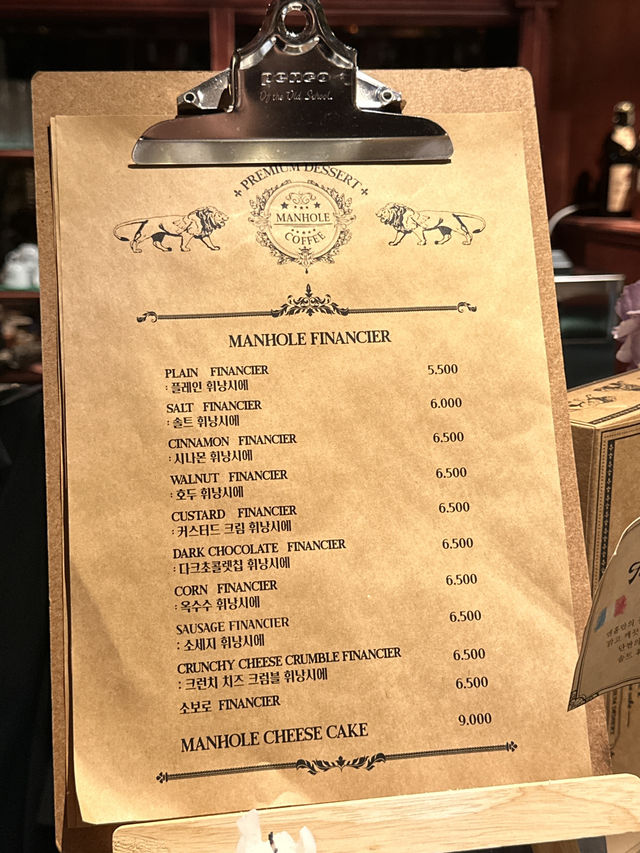 penco
Of the Old School.
PREMIUM DESSERT
MANHOLE
COFFEE
MANHOLE FINANCIER
PLAIN FINANCIER 5.500
: 플레인 휘낭시에
SALT FINANCIER 6.000
: 솔트 휘낭시에
CINNAMON FINANCIER 6.500
: 시나몬 휘낭시에
WALNUT FINANCIER 6.500
: 호두 휘낭시에
CUSTARD FINANCIER 6.500
: 커스터드 크림 휘낭시에
DARK CHOCOLATE FINANCIER 6.500
: 다크초콜렛칩 휘낭시에
CORN FINANCIER 6.500
: 옥수수 휘낭시에
SAUSAGE FINANCIER 6.500
: 소세지 휘낭시에
CRUNCHY CHEESE CRUMBLE FINANCIER 6.500
: 크런치 치즈 크럼블 휘낭시에
소보로 FINANCIER 6.500
MANHOLE CHEESE CAKE 9.000